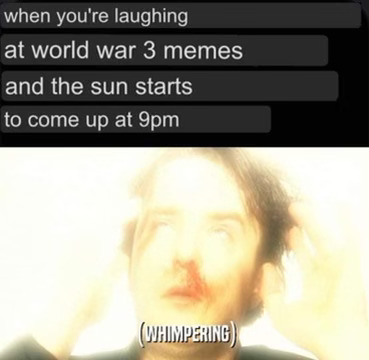 when you're laughing
at world war 3 memes
and the sun starts
to come up at 9pm
(WHIMPERING)